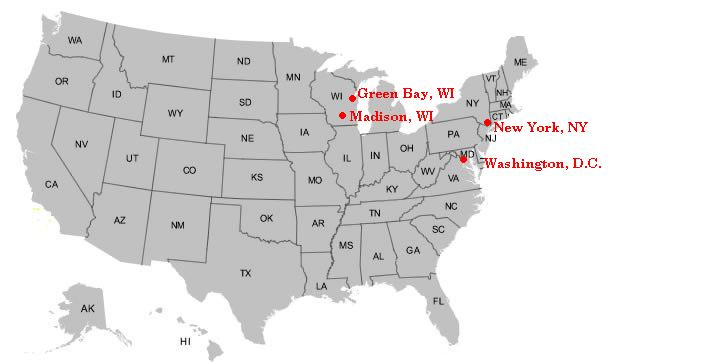 WA
MT
ND
MN
ME
VT
NH
OR
ID
WI
Green Bay, WI
SD
NY
MA
WY
Madison, WI
CT
New York, NY
IA
NE
PA
NJ
NV
OH
UT
IL
IN
MD
Washington, D.C.
CO
KS
MO
WV
VA
CA
KY
NC
TN
AZ
NM
OK
AR
SC
MS
AL
GA
TX
LA
FL
AK
HI